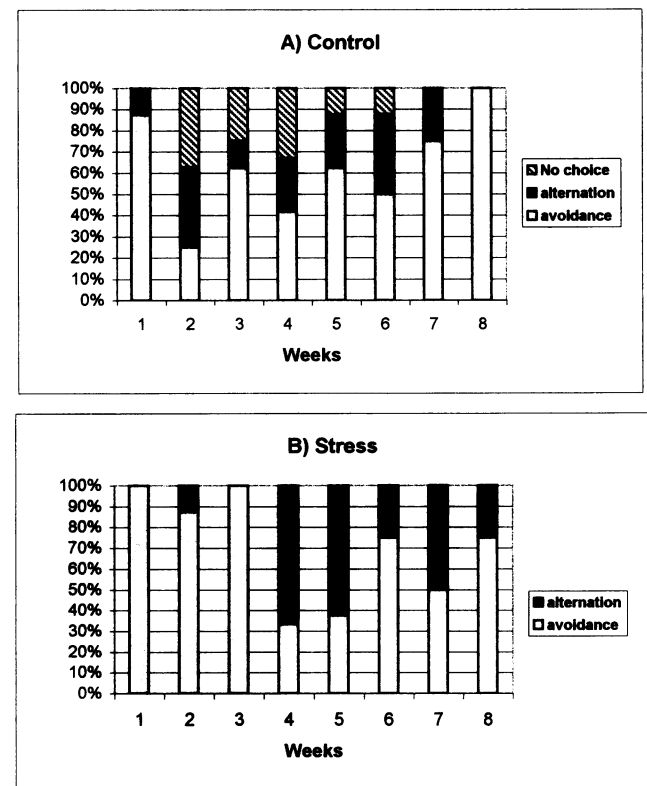 A) Control
100%
90%
80%
70%
60%
50%
40%
30%
20%
10%
0%
1 2 3 4 5 6 7 8
Weeks
No choice
alternation
avoidance
B) Stress
100%
90%
80%
70%
60%
50%
40%
30%
20%
10%
0%
1 2 3 4 5 6 7 8
Weeks
alternation
avoidance